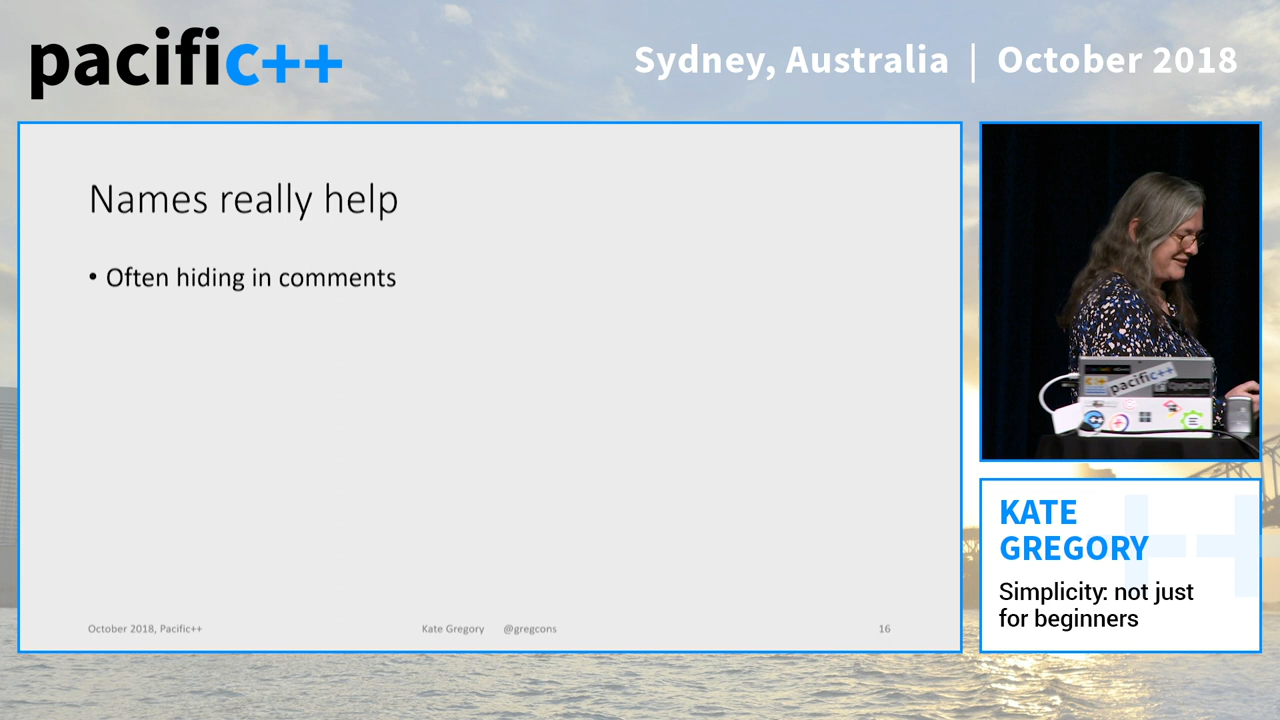 pacific++
Sydney, Australia | October 2018
Names really help
• Often hiding in comments
October 2018, Pacific++
Kate Gregory
@gregcons
16
pacific++
KATE
GREGORY
Simplicity: not just
for beginners